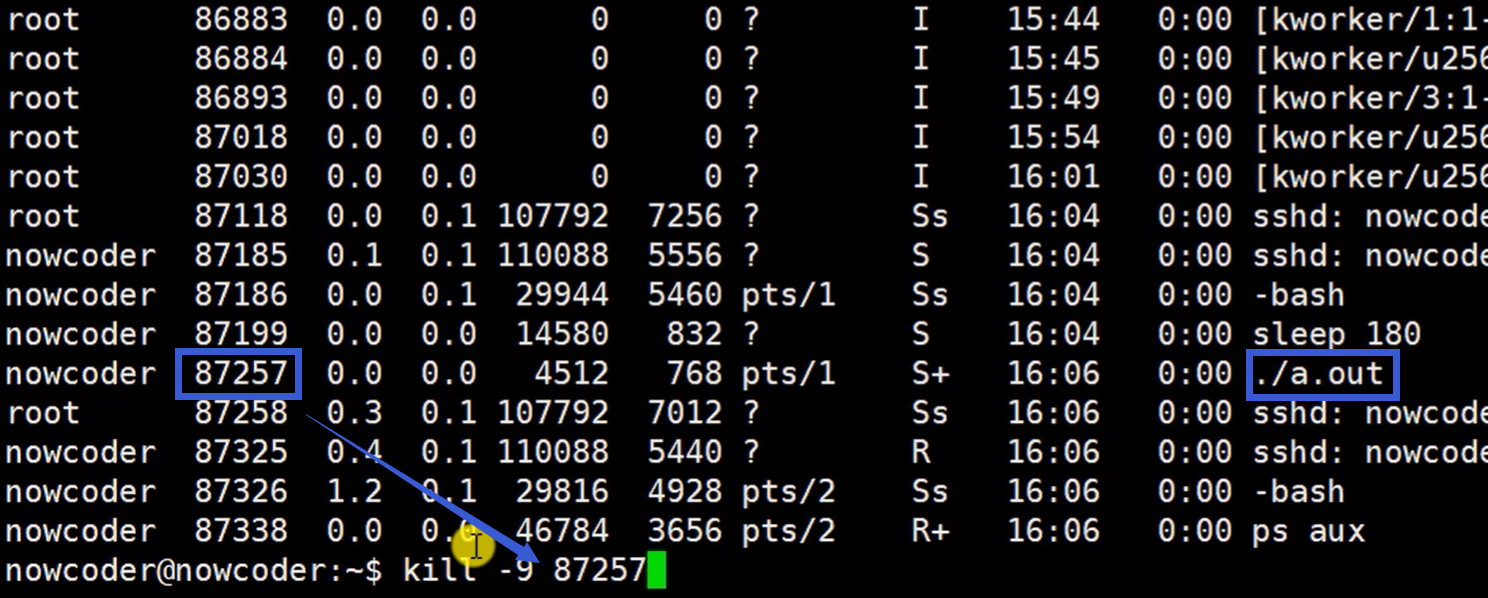 root 86883 0.0 0.0 0 0 ? I 15:44 0:00 [kworker/1:1-
root 86884 0.0 0.0 0 0 ? I 15:45 0:00 [kworker/u256
root 86893 0.0 0.0 0 0 ? I 15:49 0:00 [kworker/3:1-
root 87018 0.0 0.0 0 0 ? I 15:54 0:00 [kworker/u256
root 87030 0.0 0.0 0 0 ? I 16:01 0:00 [kworker/u256
root 87118 0.0 0.1 107792 7256 ? Ss 16:04 0:00 sshd: nowcode
nowcoder 87185 0.1 0.1 110088 5556 ? S 16:04 0:00 sshd: nowcode
nowcoder 87186 0.0 0.1 29944 5460 pts/1 Ss 16:04 0:00 -bash
nowcoder 87199 0.0 0.0 14580 832 ? S 16:04 0:00 sleep 180
nowcoder 87257 0.0 0.0 4512 768 pts/1 S+ 16:06 0:00 ./a.out
root 87258 0.3 0.1 107792 7012 ? Ss 16:06 0:00 sshd: nowcode
nowcoder 87325 0.4 0.1 110088 5440 ? R 16:06 0:00 sshd: nowcode
nowcoder 87326 1.2 0.1 29816 4928 pts/2 Ss 16:06 0:00 -bash
nowcoder 87338 0.0 0.0 46784 3656 pts/2 R+ 16:06 0:00 ps aux
nowcoder@nowcoder:~$ kill -9 87257